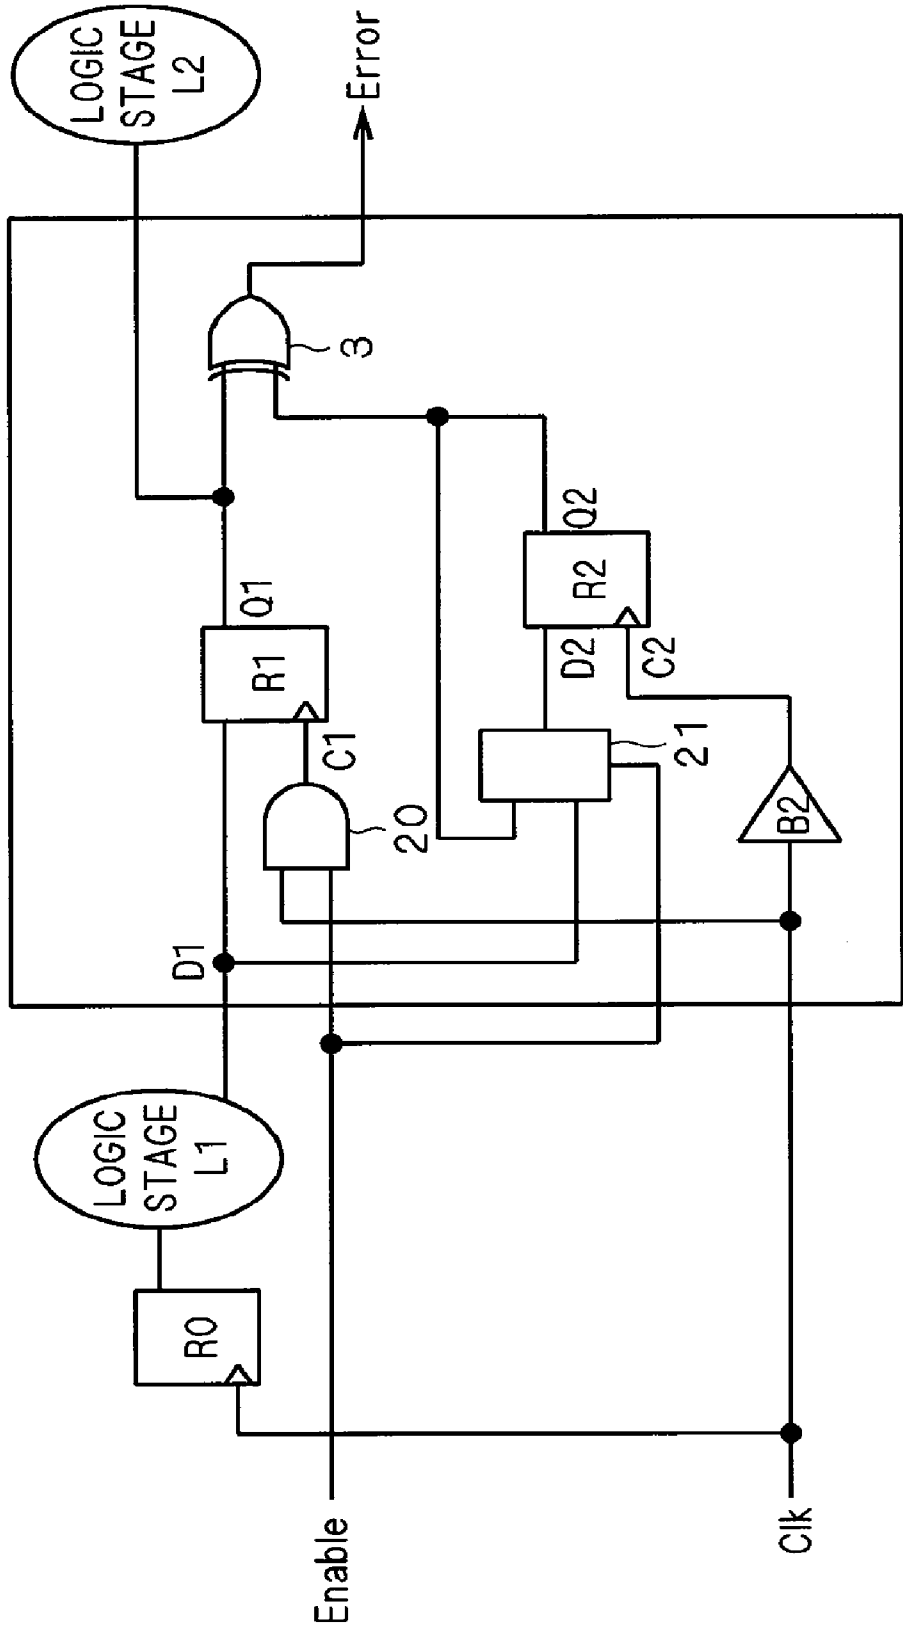 LOGIC
STAGE
L2
Error
3
Q1
R1
C1
20
D1
Q2
R2
D2
C2
21
B2
LOGIC
STAGE
L1
R0
Enable
Clk